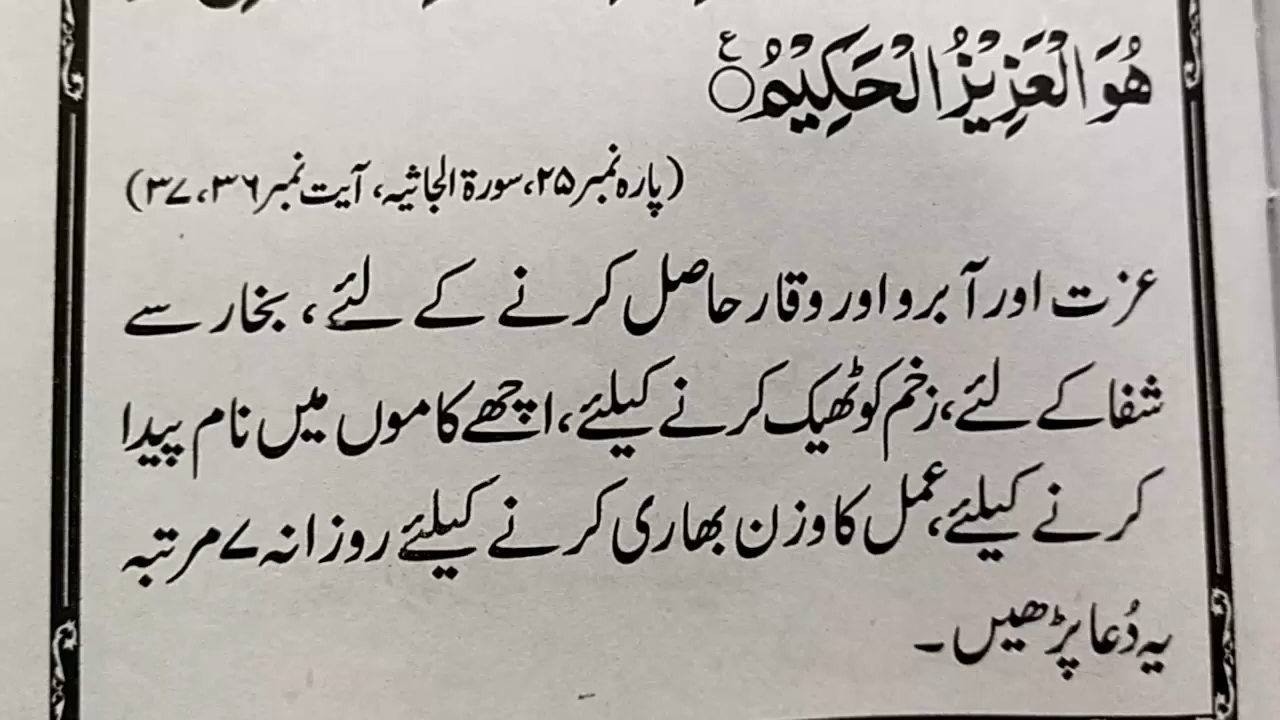 هُوَ الْعَزِيْزُ الْحَكِيْمُ ○ ع
(پارہ نمبر ۲۵، سورۃ الجاثیہ، آیت نمبر ۳۶، ۳۷)
عزت اور آبرو اور وقار حاصل کرنے کے لئے، بخار سے
شفا کے لئے، زخم کو ٹھیک کرنے کیلئے، اچھے کاموں میں نام پیدا
کرنے کیلئے، عمل کا وزن بھاری کرنے کیلئے روزانہ ۷ مرتبہ
یہ دُعا پڑھیں۔